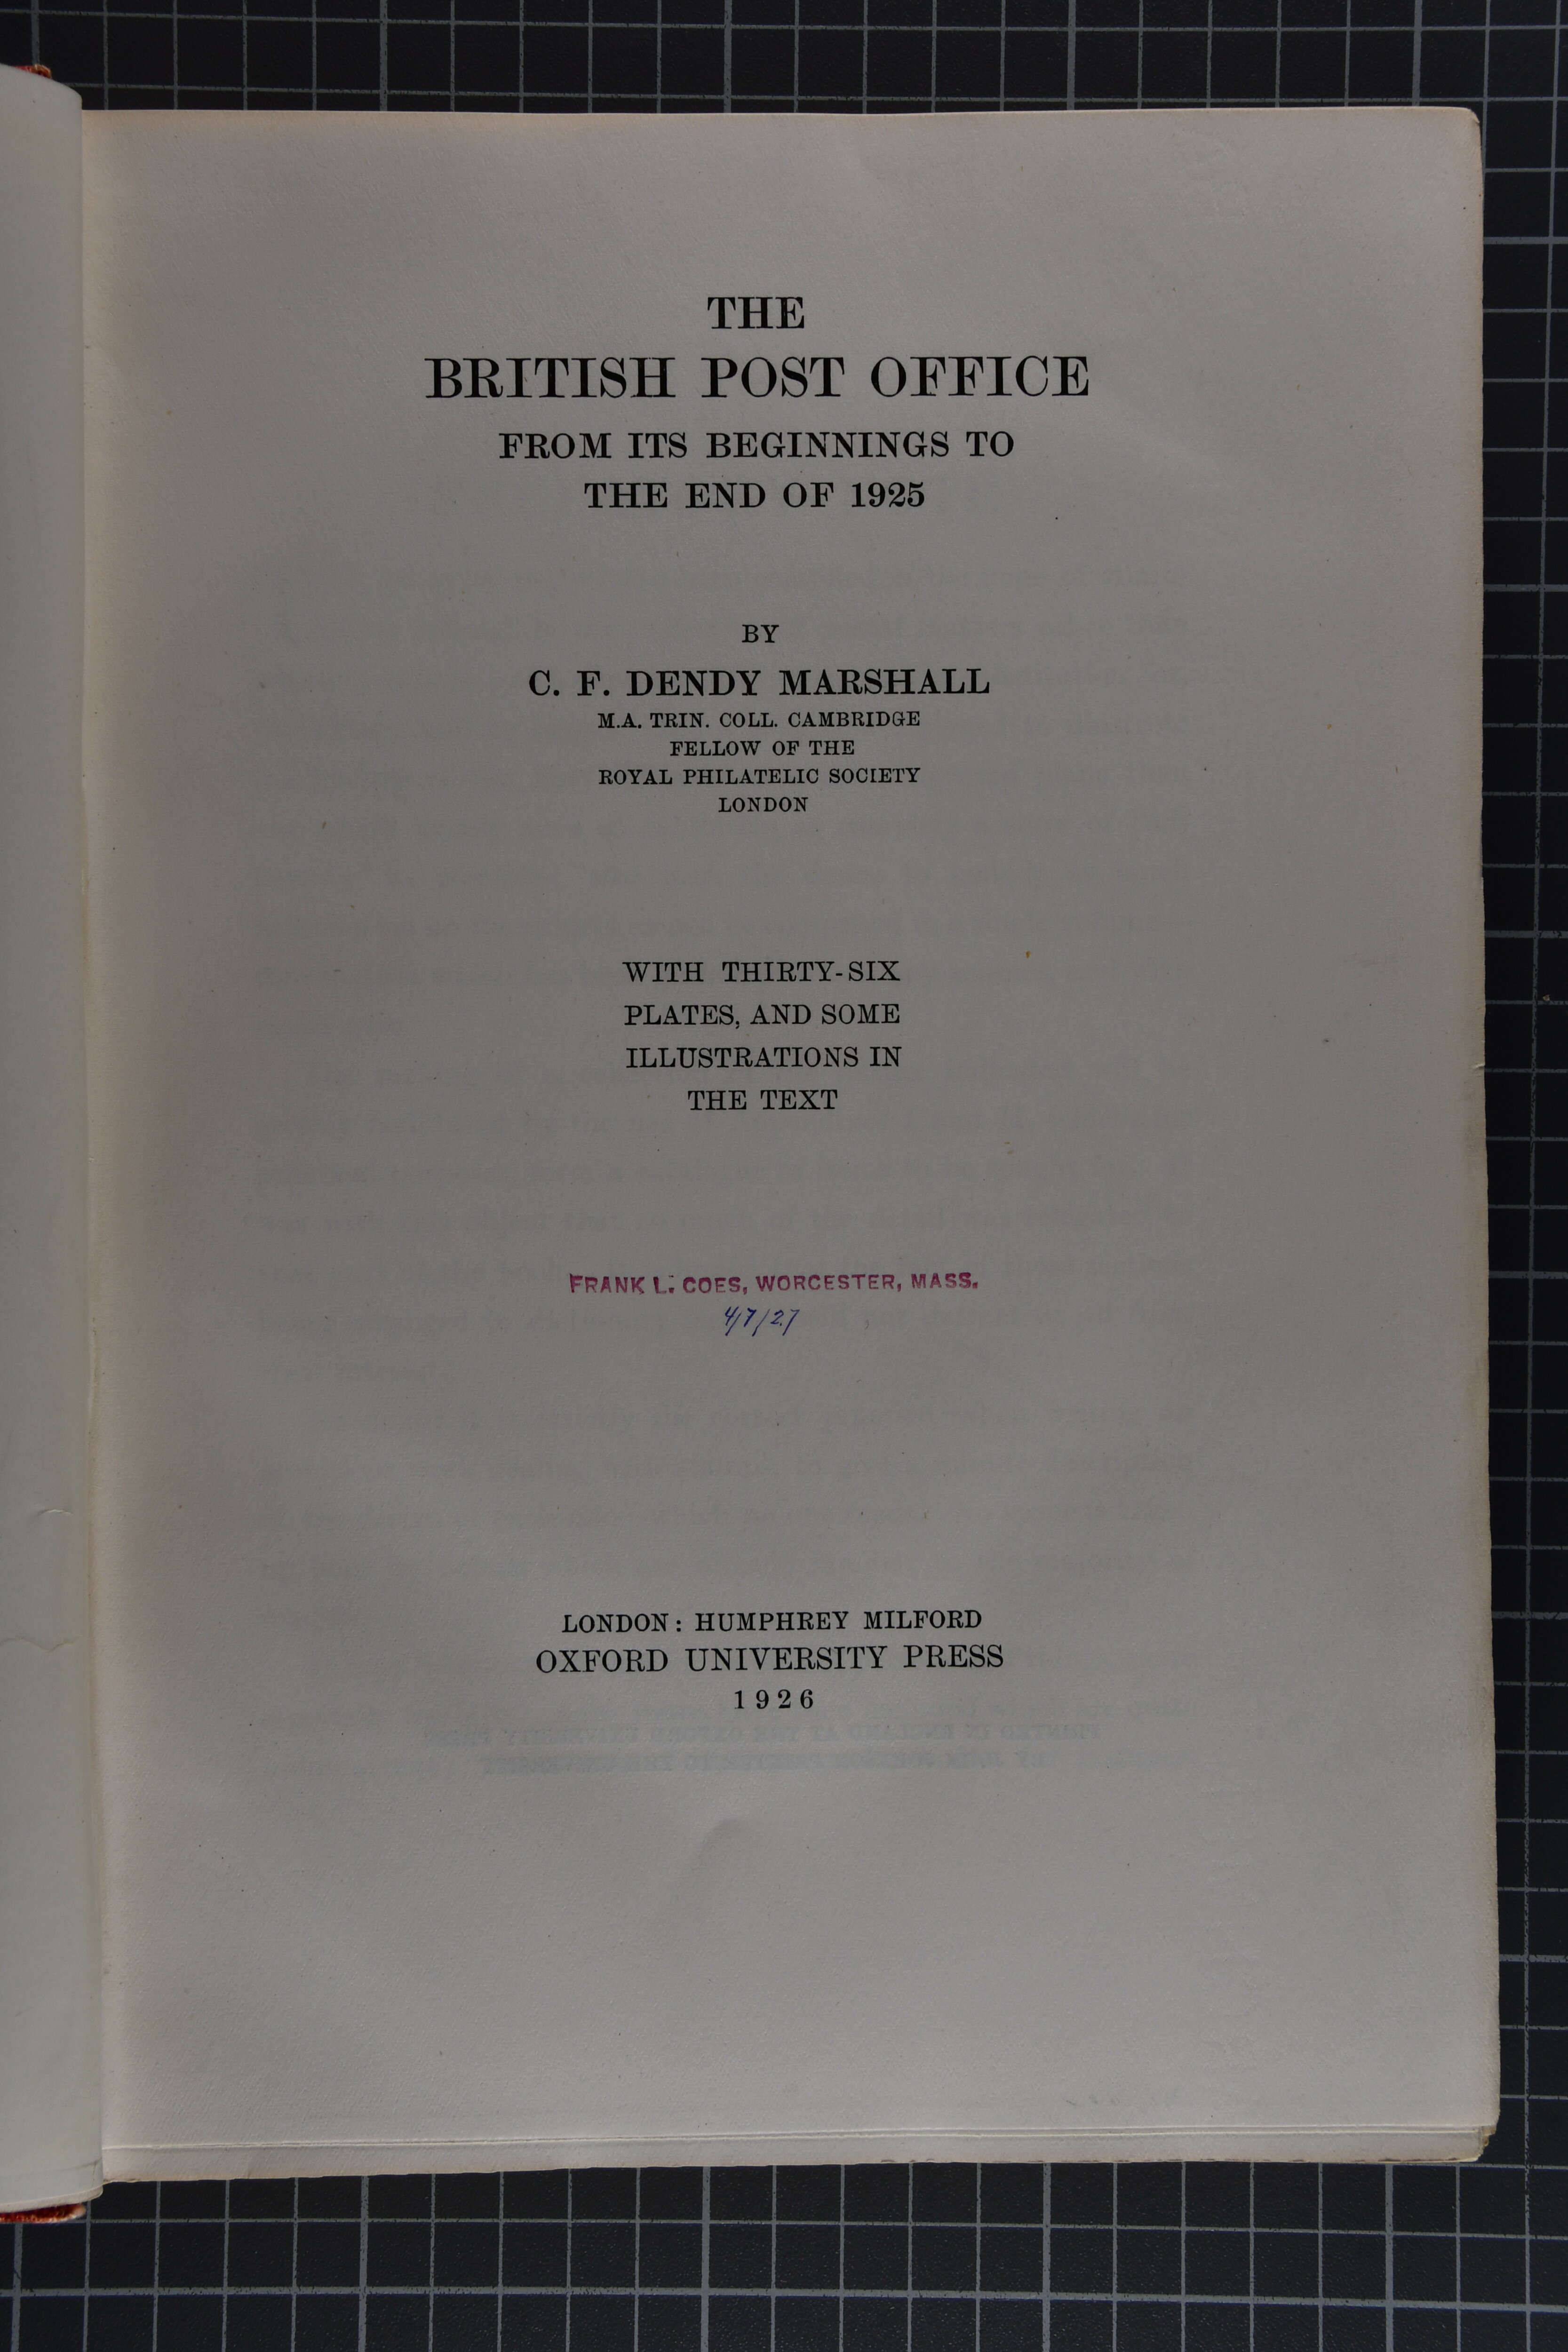 THE
BRITISH POST OFFICE
FROM ITS BEGINNINGS TO
THE END OF 1925
BY
C. F. DENDY MARSHALL
M.A. TRIN. COLL. CAMBRIDGE
FELLOW OF THE
ROYAL PHILATELIC SOCIETY
LONDON
WITH THIRTY-SIX
PLATES, AND SOME
ILLUSTRATIONS IN
THE TEXT
FRANK L. COES, WORCESTER, MASS.
4/7/27
LONDON: HUMPHREY MILFORD
OXFORD UNIVERSITY PRESS
1926